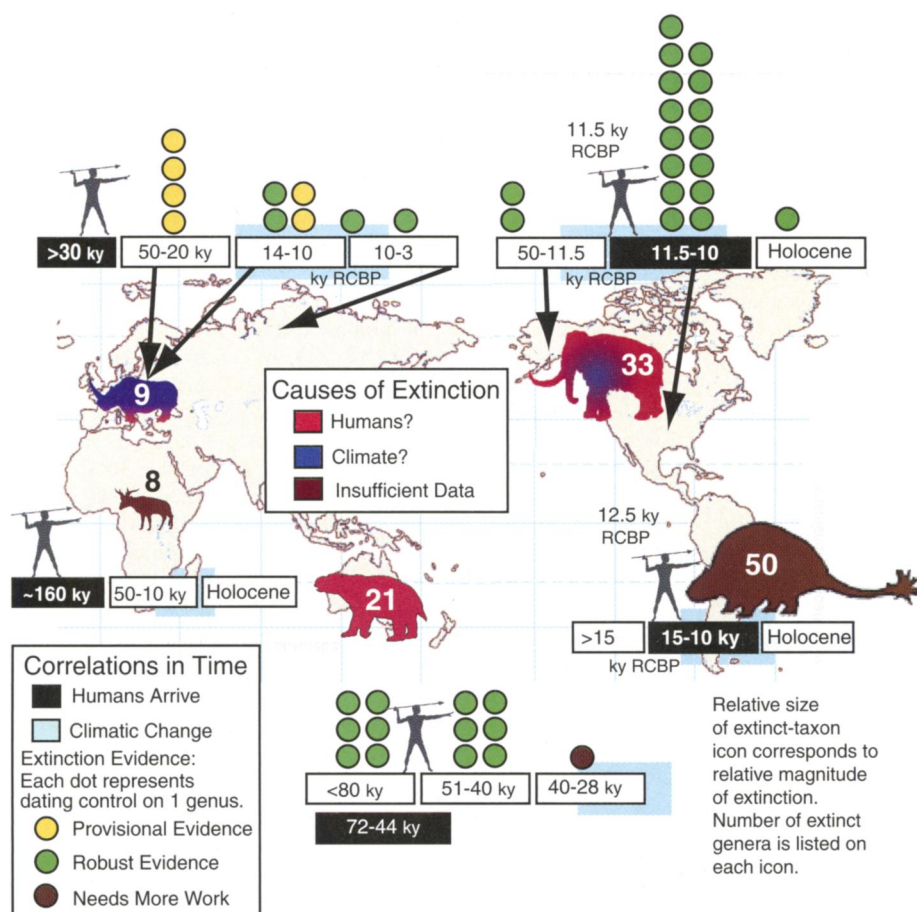 11.5 ky
RCBP
>30 ky
50-20 ky
14-10
10-3
ky RCBP
50-11.5
11.5-10
Holocene
ky RCBP
9
33
Causes of Extinction
Humans?
Climate?
Insufficient Data
8
12.5 ky
RCBP
~160 ky
50-10 ky
Holocene
21
50
>15
15-10 ky
Holocene
ky RCBP
Correlations in Time
Humans Arrive
Climatic Change
Extinction Evidence:
Each dot represents
dating control on 1 genus.
Provisional Evidence
Robust Evidence
Needs More Work
<80 ky
51-40 ky
40-28 ky
72-44 ky
Relative size
of extinct-taxon
icon corresponds to
relative magnitude
of extinction.
Number of extinct
genera is listed on
each icon.